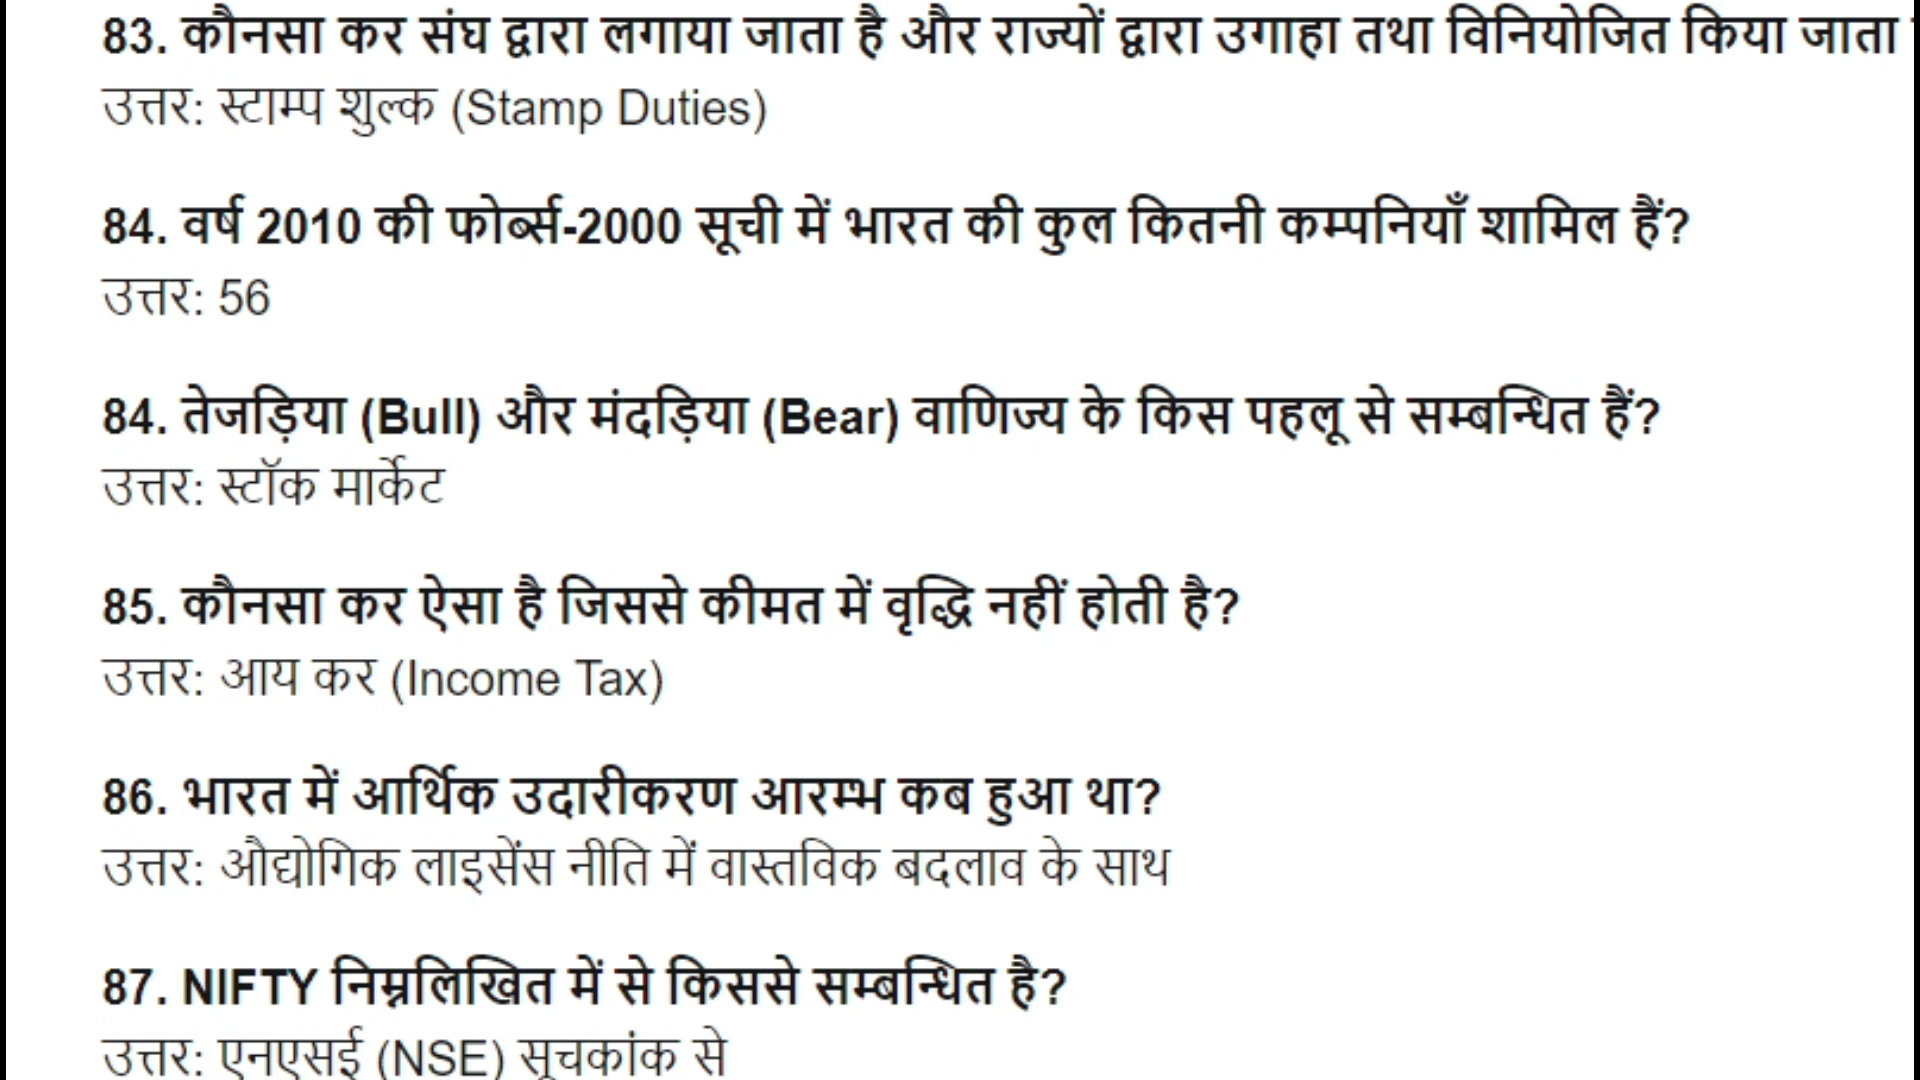 83. कौनसा कर संघ द्वारा लगाया जाता है और राज्यों द्वारा उगाहा तथा विनियोजित किया जाता
उत्तर: स्टाम्प शुल्क (Stamp Duties)
84. वर्ष 2010 की फोर्ब्स-2000 सूची में भारत की कुल कितनी कम्पनियाँ शामिल हैं?
उत्तर: 56
84. तेजड़िया (Bull) और मंदड़िया (Bear) वाणिज्य के किस पहलू से सम्बन्धित हैं?
उत्तर: स्टॉक मार्केट
85. कौनसा कर ऐसा है जिससे कीमत में वृद्धि नहीं होती है?
उत्तर: आय कर (Income Tax)
86. भारत में आर्थिक उदारीकरण आरम्भ कब हुआ था?
उत्तर: औद्योगिक लाइसेंस नीति में वास्तविक बदलाव के साथ
87. NIFTY निम्नलिखित में से किससे सम्बन्धित है?
उत्तर: एनएसई (NSE) सूचकांक से